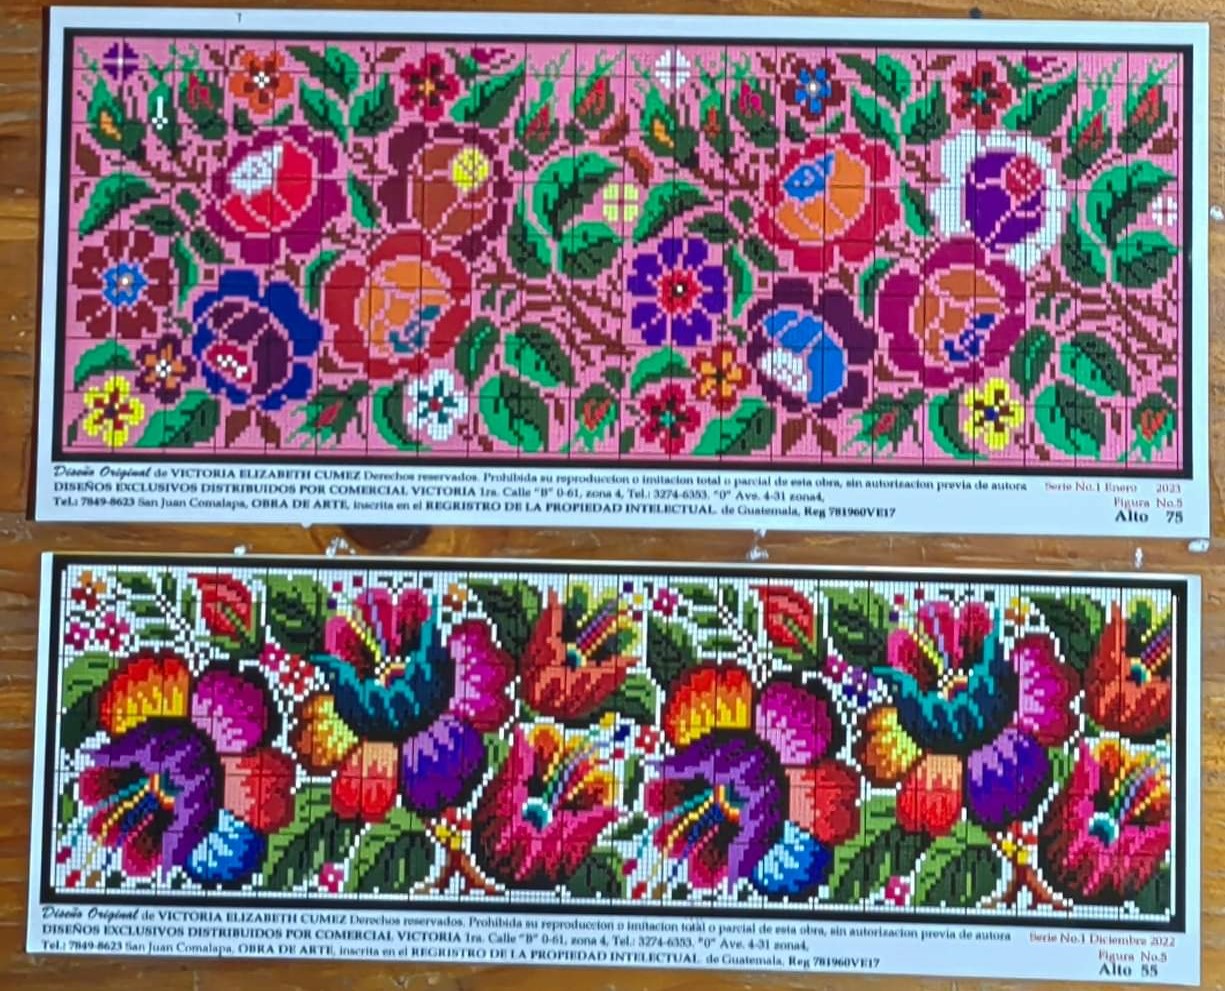 Diseño Original de VICTORIA ELIZABETH CUMEZ Derechos reservados. Prohibida su reproduccion o imitacion total o parcial de esta obra, sin autorizacion previa de autora Serie No.1 Enero 2023
DISEÑOS EXCLUSIVOS DISTRIBUIDOS POR COMERCIAL VICTORIA 1ra. Calle "B" 0-61, zona 4, Tel.: 3274-6353, "0" Ave. 4-31 zona4, Figura No.5
Tel.: 7849-8623 San Juan Comalapa, OBRA DE ARTE, inscrita en el REGRISTRO DE LA PROPIEDAD INTELECTUAL. de Guatemala, Reg 781960VE17 Alto 75
Diseño Original de VICTORIA ELIZABETH CUMEZ Derechos reservados. Prohibida su reproduccion o imitacion total o parcial de esta obra, sin autorizacion previa de autora Serie No.1 Diciembre 2022
DISEÑOS EXCLUSIVOS DISTRIBUIDOS POR COMERCIAL VICTORIA 1ra. Calle "B" 0-61, zona 4, Tel.: 3274-6353, "0" Ave. 4-31 zona4, Figura No.5
Tel.: 7849-8623 San Juan Comalapa, OBRA DE ARTE, inscrita en el REGRISTRO DE LA PROPIEDAD INTELECTUAL. de Guatemala, Reg 781960VE17 Alto 55